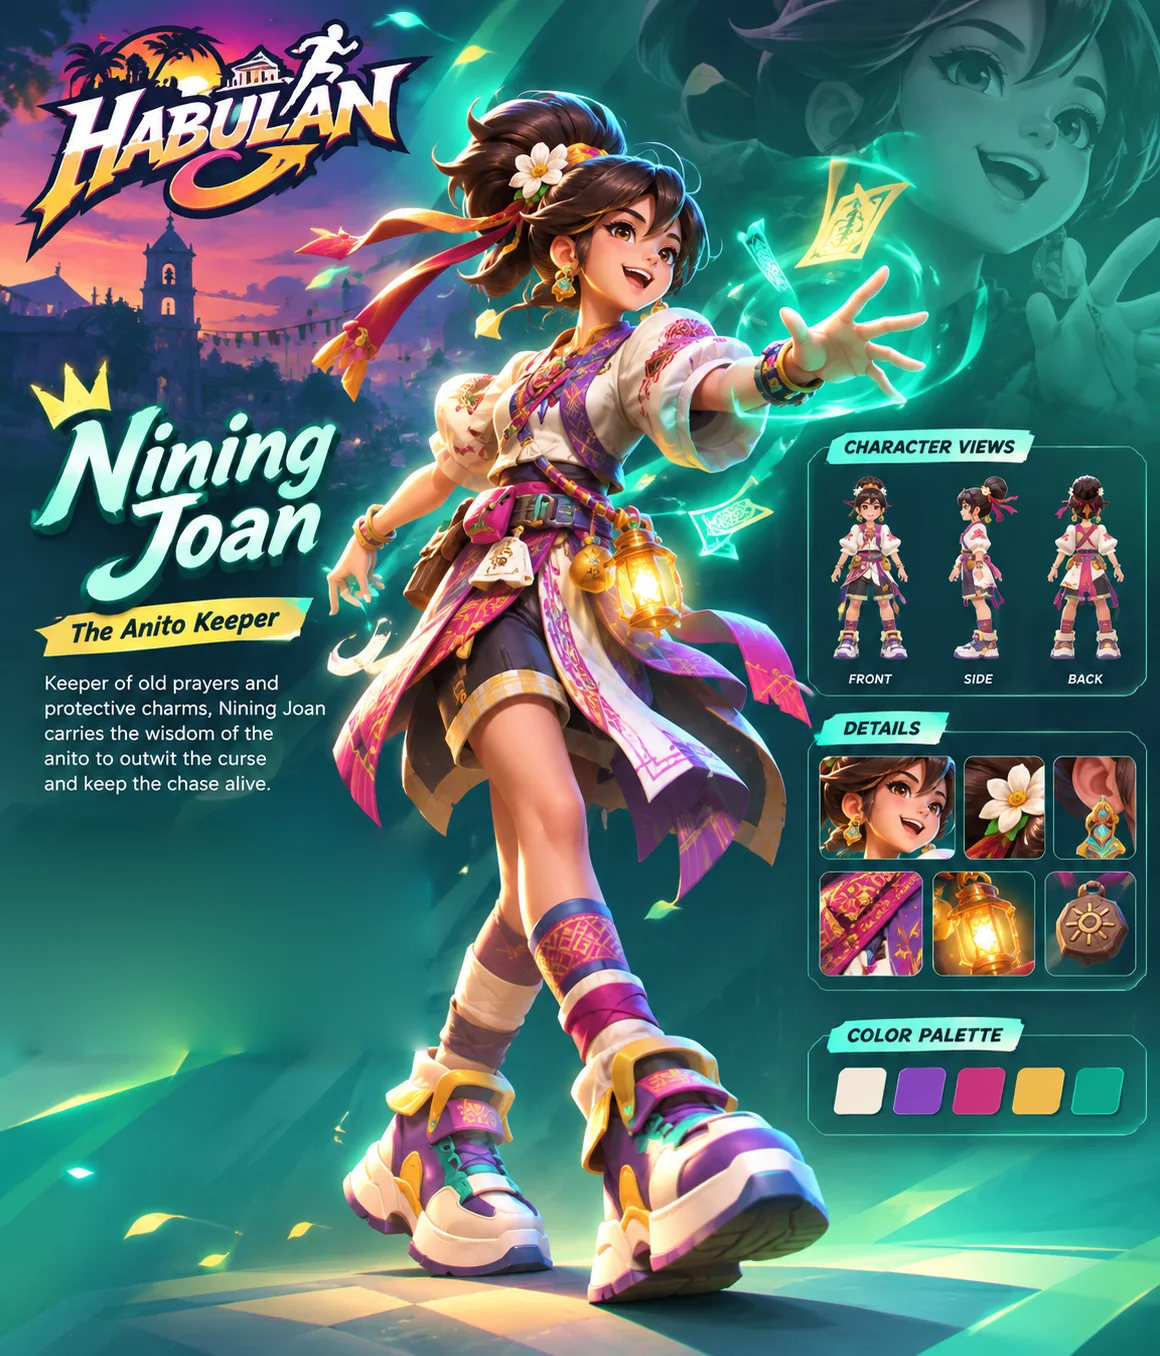 HABULAN
Nining
Joan
The Anito Keeper
Keeper of old prayers and
protective charms, Nining Joan
carries the wisdom of the
anito to outwit the curse
and keep the chase alive.
CHARACTER VIEWS
FRONT
SIDE
BACK
DETAILS
COLOR PALETTE